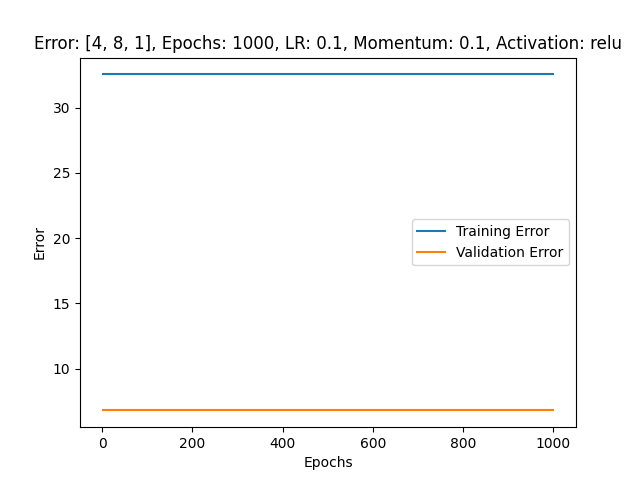 Error: [4, 8, 1], Epochs: 1000, LR: 0.1, Momentum: 0.1, Activation: relu
30
25
20
15
10
Error
Training Error
Validation Error
0 200 400 600 800 1000
Epochs